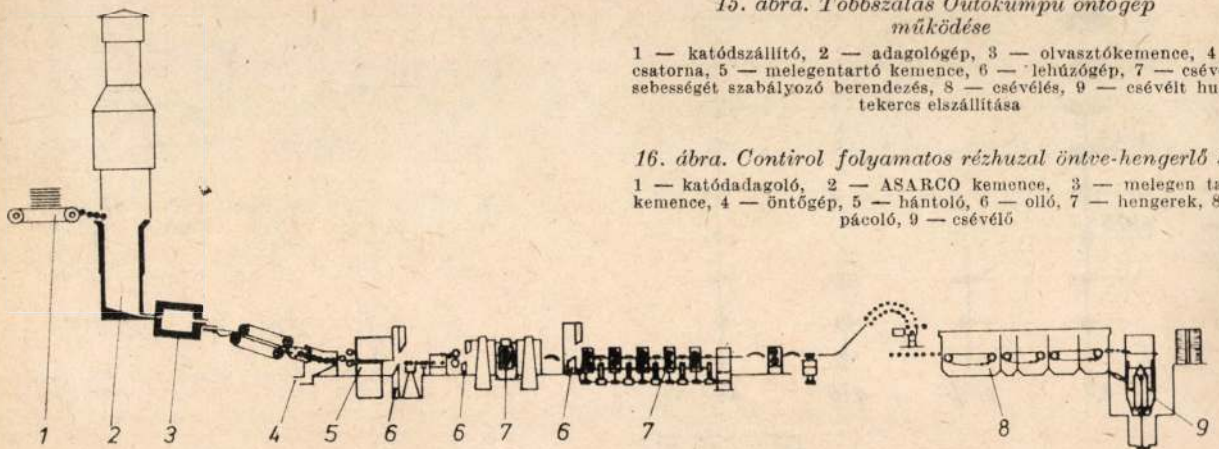 15. ábra. Többszálas Outokumpu öntőgép
működése
1 — katódszállító, 2 — adagológép, 3 — olvasztókemence, 4
csatorna, 5 — melegentartó kemence, 6 — lehúzógép, 7 — csév
sebességét szabályozó berendezés, 8 — csévélés, 9 — csévélt hu
tekercs elszállítása
16. ábra. Contirol folyamatos rézhuzal öntve-hengerlő
1 — katódadagoló, 2 — ASARCO kemence, 3 — melegen ta
kemence, 4 — öntőgép, 5 — hántoló, 6 — olló, 7 — hengerek, 8
pácoló, 9 — csévélő
1 2 3 4 5 6 6 7 6 7 8 9